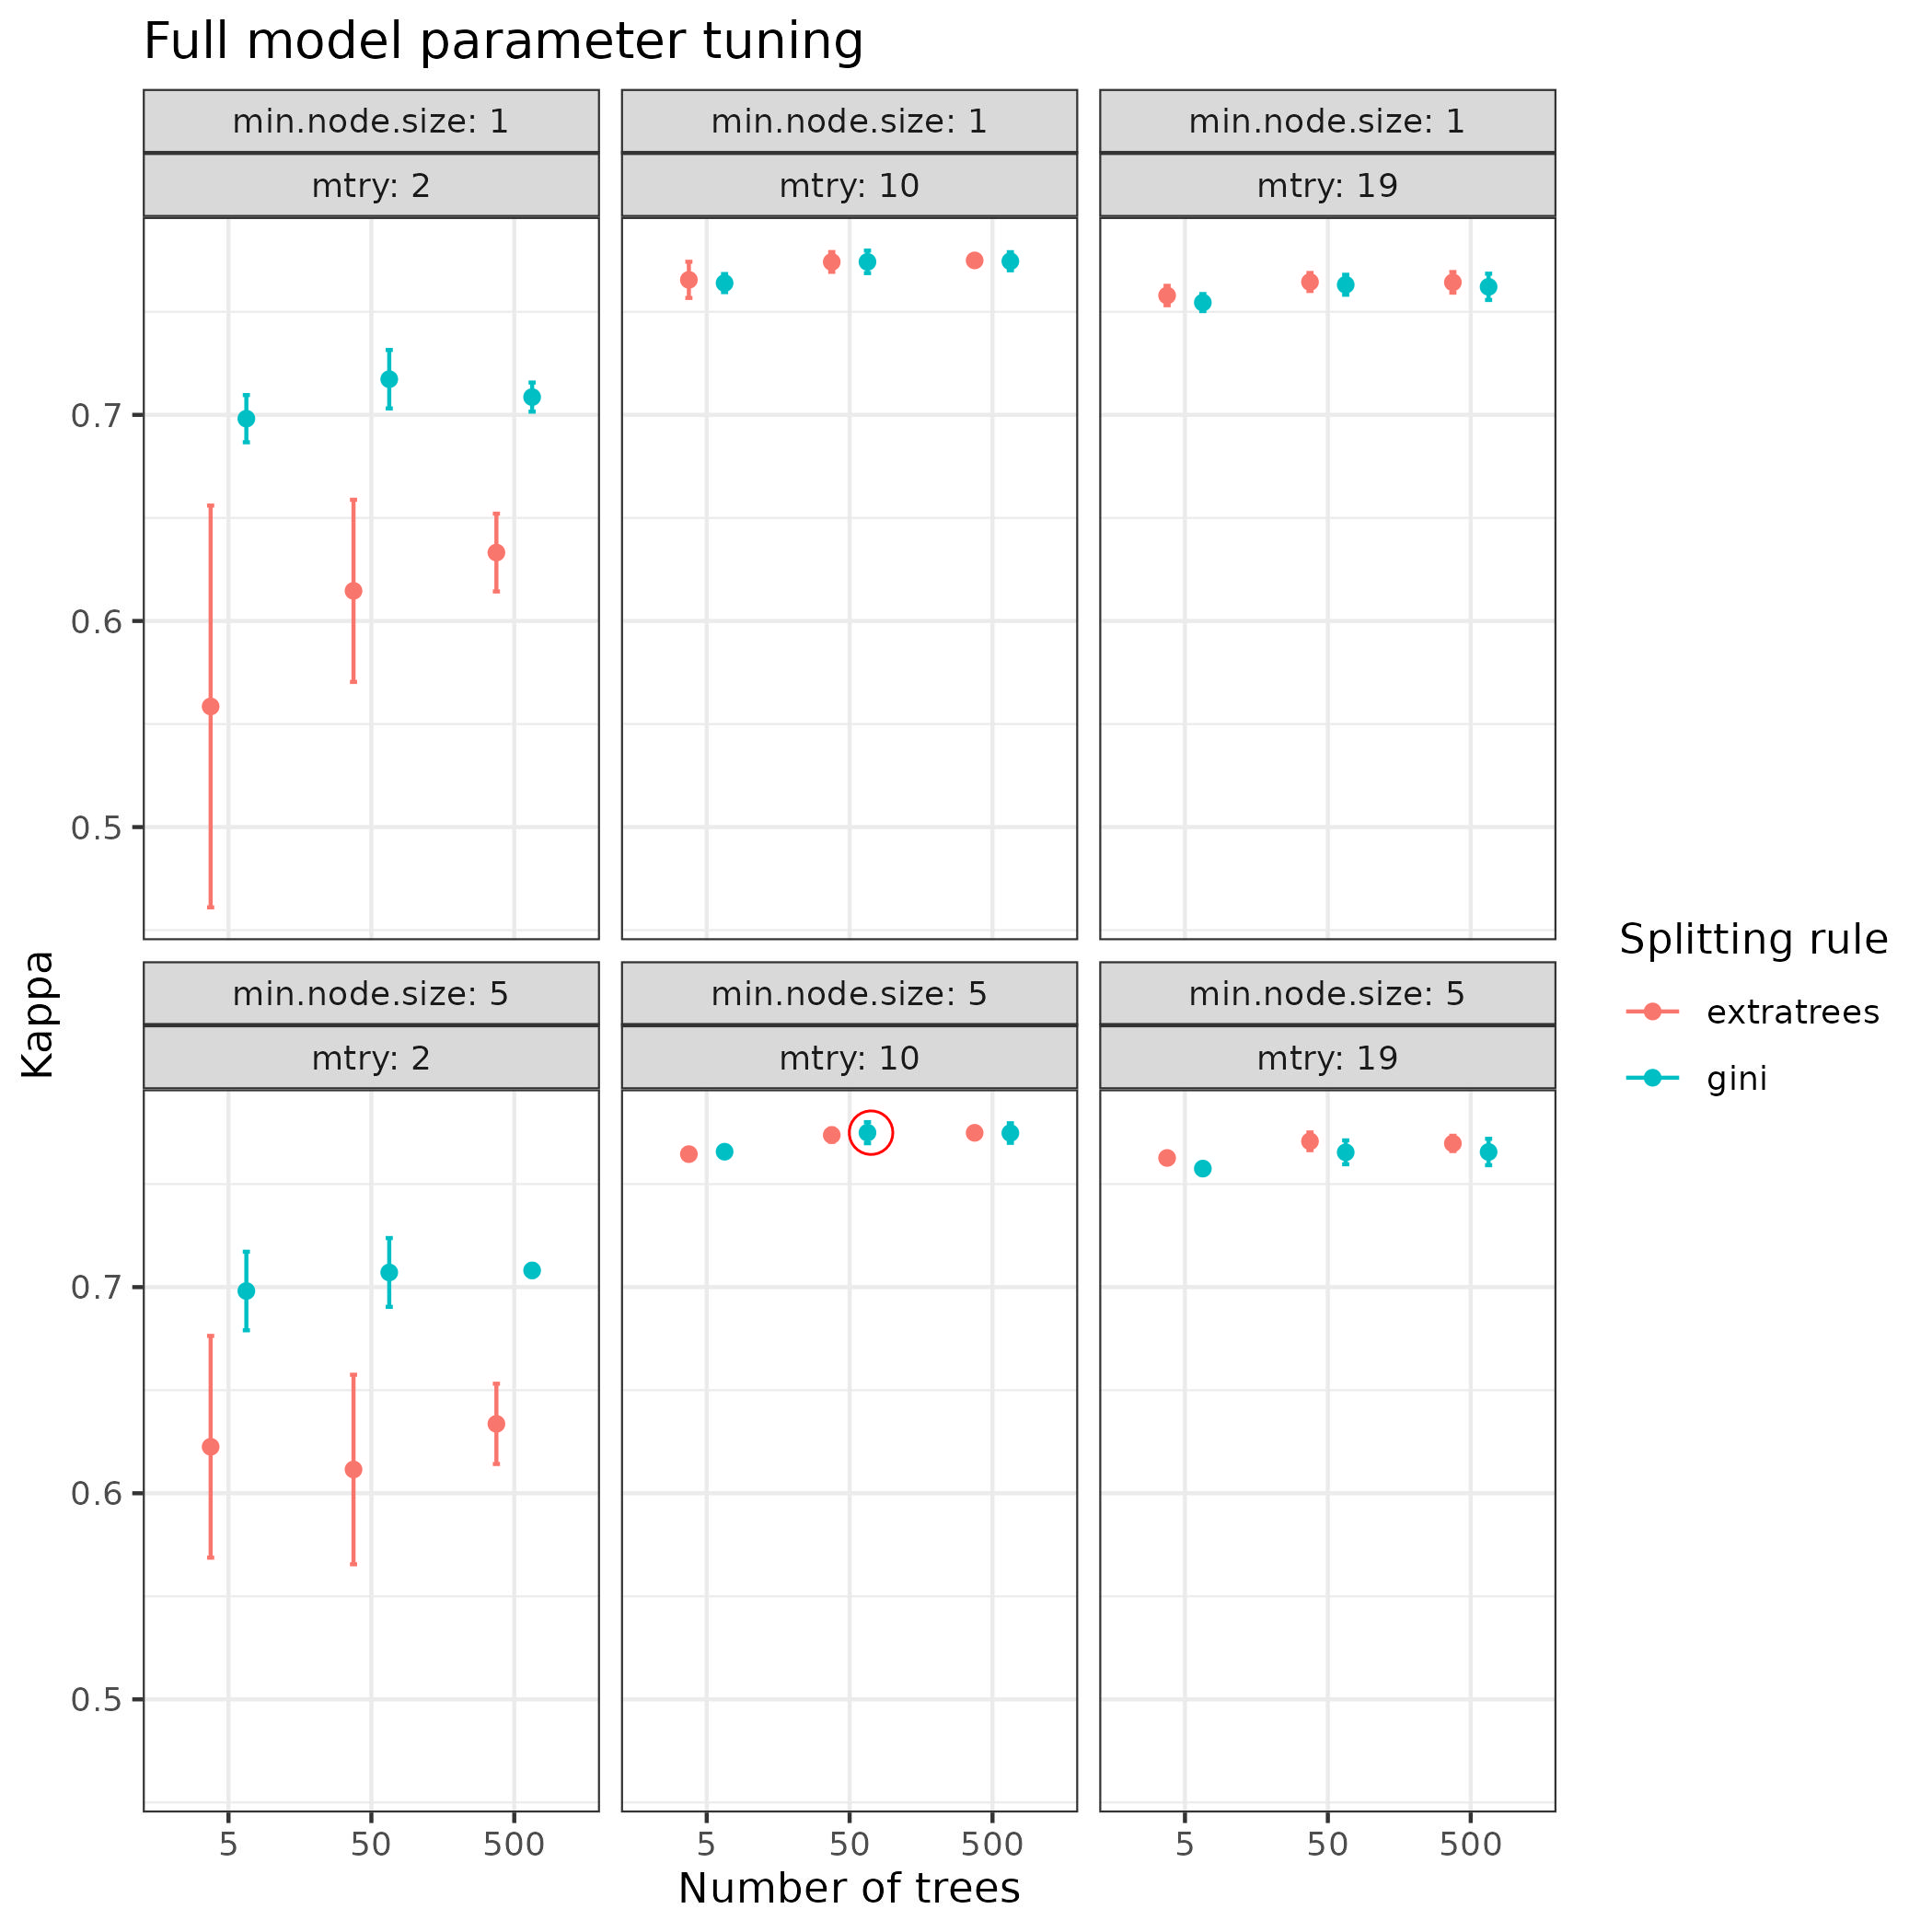 Full model parameter tuning
min.node.size: 1
mtry: 2
min.node.size: 1
mtry: 10
min.node.size: 1
mtry: 19
0.7
0.6
0.5
Kappa
min.node.size: 5
mtry: 2
min.node.size: 5
mtry: 10
min.node.size: 5
mtry: 19
0.7
0.6
0.5
5 50 500
5 50 500
5 50 500
Number of trees
Splitting rule
extratrees
gini